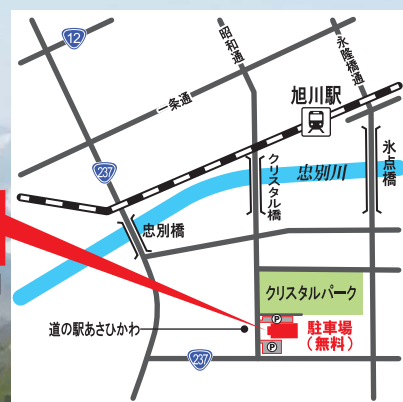 12
昭和通
永隆橋通
一条通
旭川駅
237
クリスタル橋
忠別川
氷点橋
忠別橋
クリスタルパーク
P
道の駅あさひかわ
駐車場
(無料)
P
237